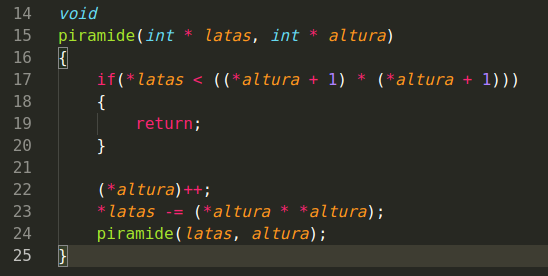 14 void
15 piramide(int * latas, int * altura)
16 {
17     if(*latas < ((*altura + 1) * (*altura + 1)))
18     {
19         return;
20     }
21
22     (*altura)++;
23     *latas -= (*altura * *altura);
24     piramide(latas, altura);
25 }